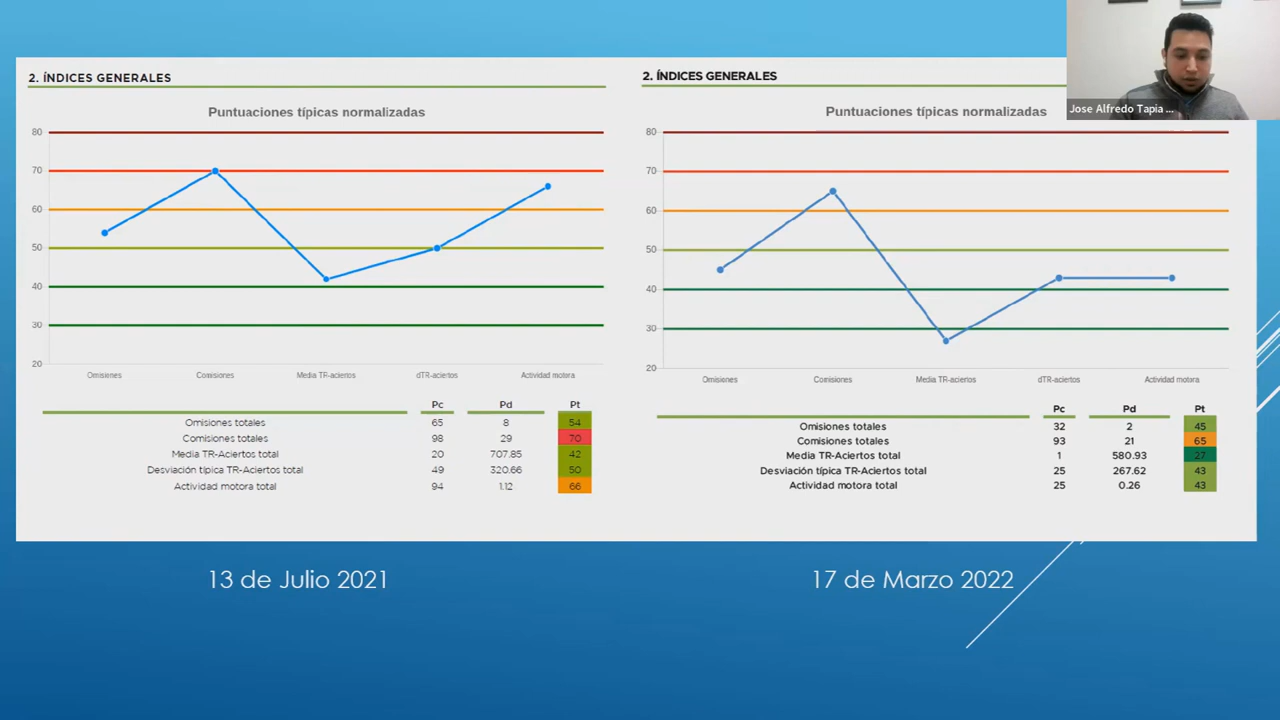 2. ÍNDICES GENERALES
Puntuaciones típicas normalizadas
80
70
60
50
40
30
20
Omisiones
Comisiones
Media TR-aciertos
dTR-aciertos
Actividad motora
Pc Pd Pt
Omisiones totales 65 8 54
Comisiones totales 98 29 70
Media TR-Aciertos total 20 707.85 42
Desviación típica TR-Aciertos total 49 320.66 50
Actividad motora total 94 1.12 66
13 de Julio 2021
2. ÍNDICES GENERALES
Puntuaciones típicas normalizadas
80
70
60
50
40
30
20
Omisiones
Comisiones
Media TR-aciertos
dTR-aciertos
Actividad motora
Pc Pd Pt
Omisiones totales 32 2 45
Comisiones totales 93 21 65
Media TR-Aciertos total 1 580.93 27
Desviación típica TR-Aciertos total 25 267.62 43
Actividad motora total 25 0.26 43
17 de Marzo 2022
Jose Alfredo Tapia ...